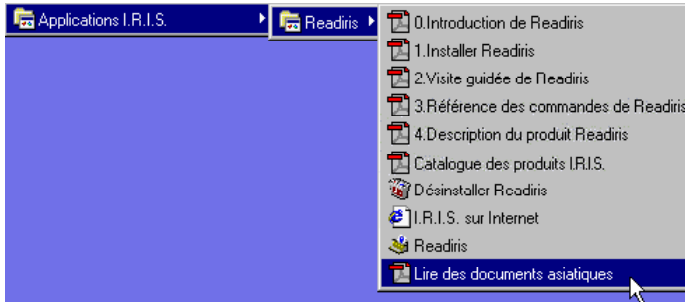 Applications I.R.I.S.
Readiris
0.Introduction de Readiris
1.Installer Readiris
2.Visite guidée de Readiris
3.Référence des commandes de Readiris
4.Description du produit Readiris
Catalogue des produits I.R.I.S.
Désinstaller Readiris
I.R.I.S. sur Internet
Readiris
Lire des documents asiatiques